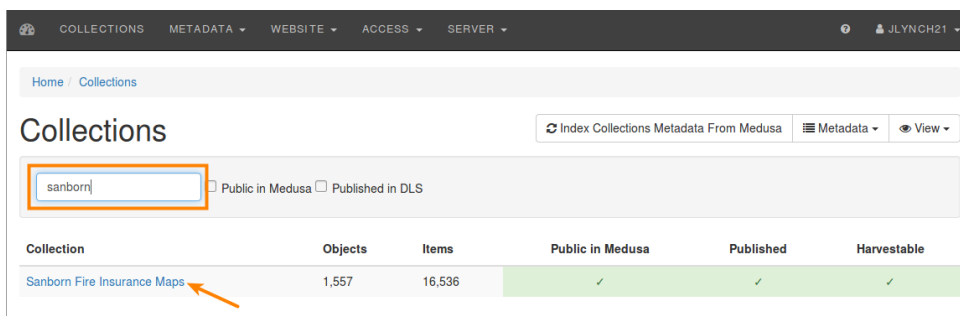 COLLECTIONS METADATA WEBSITE ACCESS SERVER JLYNCH21
Home / Collections
Collections
Index Collections Metadata From Medusa Metadata View
sanborn Public in Medusa Published in DLS
Collection Objects Items Public in Medusa Published Harvestable
Sanborn Fire Insurance Maps 1,557 16,536 ✓ ✓ ✓